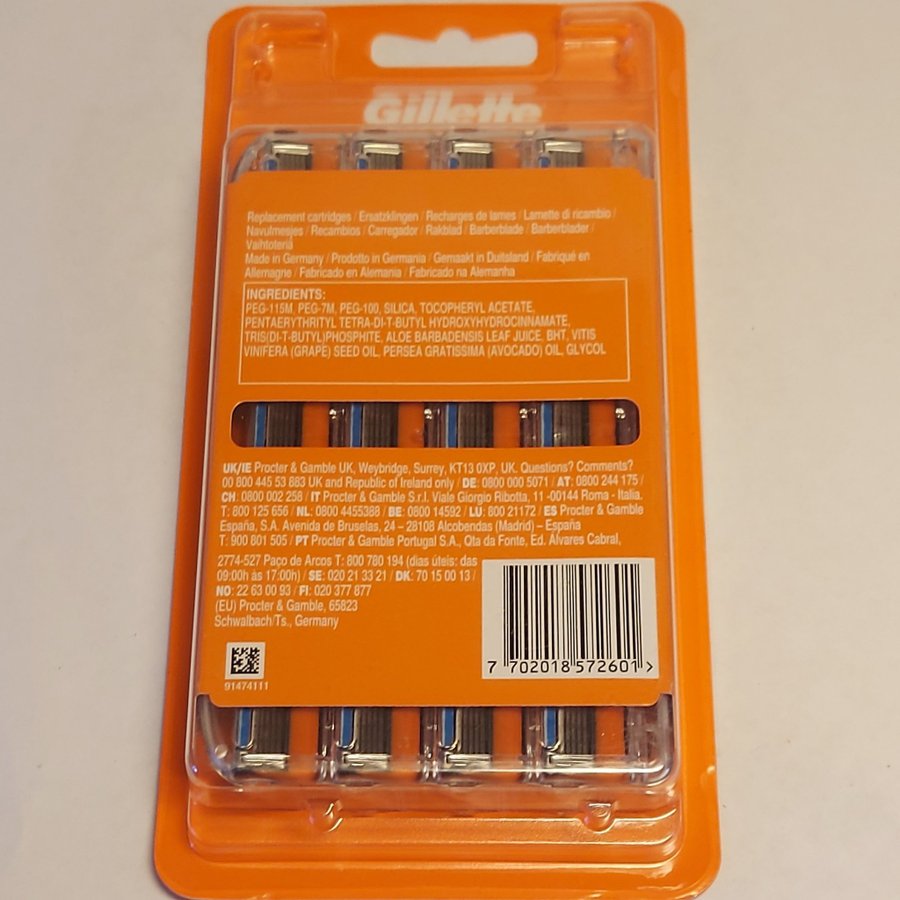 Gillette
Replacement cartridges / Ersatzklingen / Recharges de lames / Lamette di ricambio /
Navulmesjes / Recambios / Carregador / Rakblad / Barberblade / Barberblader /
Vaihtoteriä
Made in Germany / Prodotto in Germania / Gemaakt in Duitsland / Fabriqué en
Allemagne / Fabricado en Alemania / Fabricado na Alemanha
INGREDIENTS:
PEG-115M, PEG-7M, PEG-100, SILICA, TOCOPHERYL ACETATE,
PENTAERYTHRITYL TETRA-DI-T-BUTYL HYDROXYHYDROCINNAMATE,
TRIS(DI-T-BUTYL)PHOSPHITE, ALOE BARBADENSIS LEAF JUICE, BHT, VITIS
VINIFERA (GRAPE) SEED OIL, PERSEA GRATISSIMA (AVOCADO) OIL, GLYCOL
UK/IE Procter & Gamble UK, Weybridge, Surrey, KT13 0XP, UK. Questions? Comments?
00 800 445 53 883 UK and Republic of Ireland only / DE: 0800 000 5071 / AT: 0800 244 175 /
CH: 0800 002 258 / IT Procter & Gamble S.r.l. Viale Giorgio Ribotta, 11 -00144 Roma - Italia.
T: 800 125 656 / NL: 0800 4455388 / BE: 0800 14592 / LU: 800 21172 / ES Procter & Gamble
España, S.A. Avenida de Bruselas, 24 – 28108 Alcobendas (Madrid) – España
T: 900 801 505 / PT Procter & Gamble Portugal S.A., Qta da Fonte, Ed. Álvares Cabral,
2774-527 Paço de Arcos T: 800 780 194 (dias úteis: das
09:00h às 17:00h) / SE: 020 21 33 21 / DK: 70 15 00 13 /
NO: 22 63 00 93 / FI: 020 377 877
(EU) Procter & Gamble, 65823
Schwalbach/Ts., Germany
91474111
7 702018 572601 >